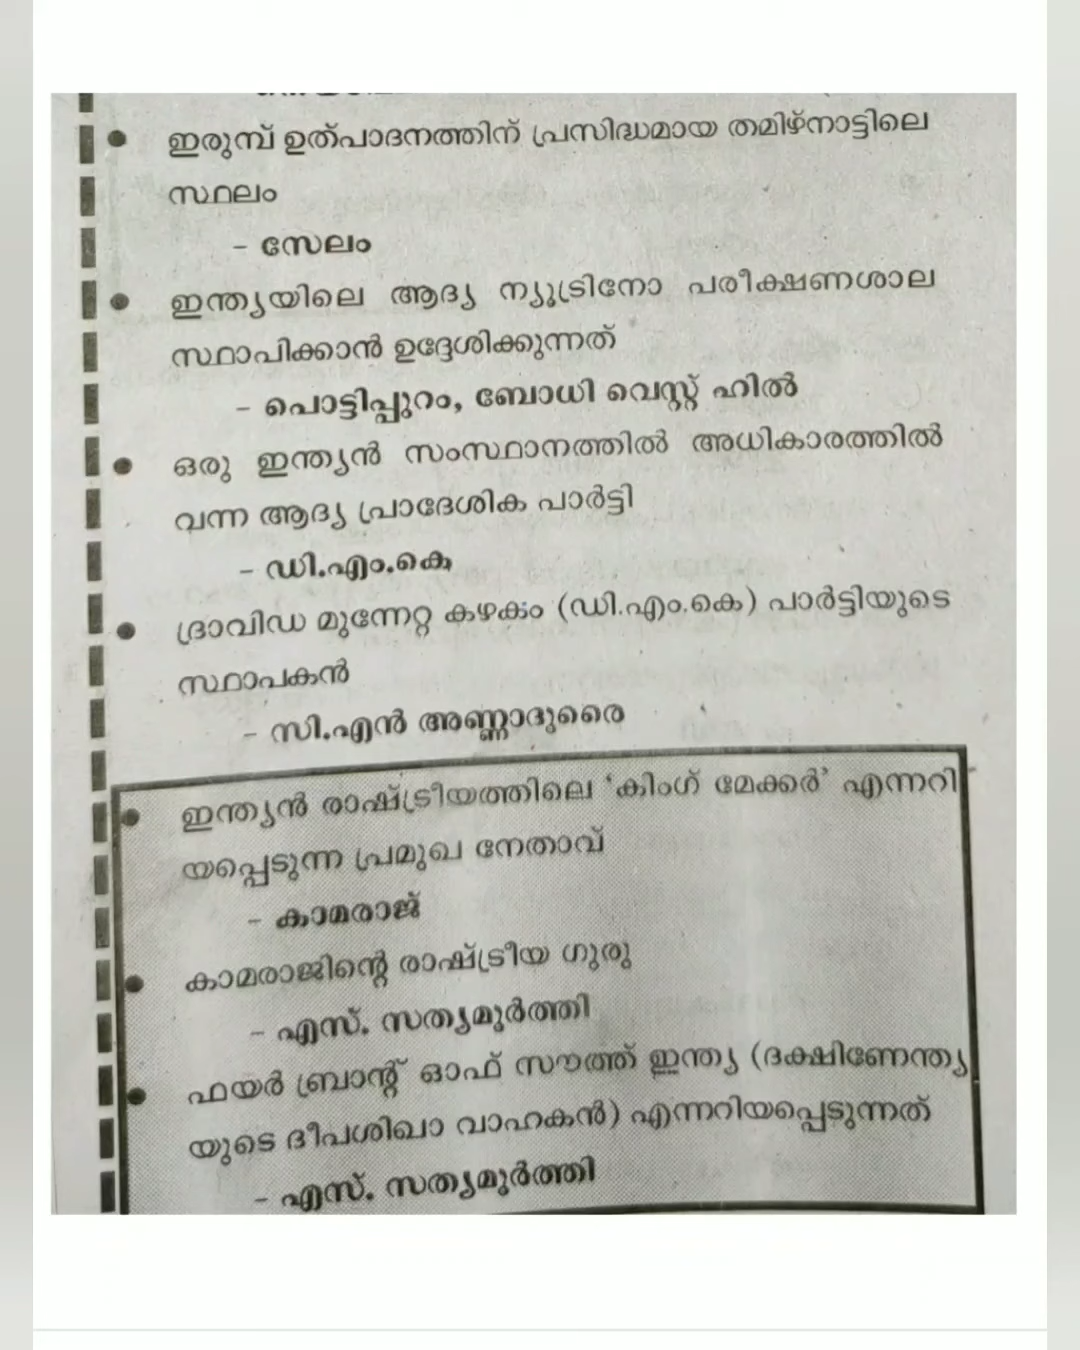 ഇരുമ്പ് ഉത്പാദനത്തിന് പ്രസിദ്ധമായ തമിഴ്നാട്ടിലെ
സ്ഥലം
- സേലം
ഇന്ത്യയിലെ ആദ്യ ന്യൂട്രിനോ പരീക്ഷണശാല
സ്ഥാപിക്കാൻ ഉദ്ദേശിക്കുന്നത്
- പൊട്ടിപ്പുറം, ബോധി വെസ്റ്റ് ഹിൽ
ഒരു ഇന്ത്യൻ സംസ്ഥാനത്തിൽ അധികാരത്തിൽ
വന്ന ആദ്യ പ്രാദേശിക പാർട്ടി
- ഡി.എം.കെ
ദ്രാവിഡ മുന്നേറ്റ കഴകം (ഡി.എം.കെ) പാർട്ടിയുടെ
സ്ഥാപകൻ
- സി.എൻ അണ്ണാദുരൈ
ഇന്ത്യൻ രാഷ്ട്രീയത്തിലെ 'കിംഗ് മേക്കർ' എന്നറി
യപ്പെടുന്ന പ്രമുഖ നേതാവ്
- കാമരാജ്
കാമരാജിന്റെ രാഷ്ട്രീയ ഗുരു
- എസ്. സത്യമൂർത്തി
ഫയർ ബ്രാന്റ് ഓഫ് സൗത്ത് ഇന്ത്യ (ദക്ഷിണേന്ത്യ
യുടെ ദീപശിഖാ വാഹകൻ) എന്നറിയപ്പെടുന്നത്
- എസ്. സത്യമൂർത്തി